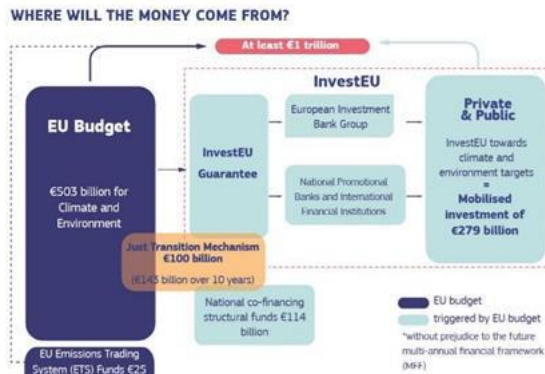 WHERE WILL THE MONEY COME FROM?
At least €1 trillion
EU Budget
€503 billion for
Climate and
Environment
InvestEU
InvestEU
Guarantee
European Investment
Bank Group
National Promotional
Banks and International
Financial Institutions
Private
& Public
InvestEU towards
climate and
environment targets
=
Mobilised
investment of
€279 billion
Just Transition Mechanism
€100 billion
(€143 billion over 10 years)
National co-financing
structural funds €114
billion
EU Emissions Trading
System (ETS) Funds €25
EU budget
triggered by EU budget
*without prejudice to the future
multi-annual financial framework
(MFF)